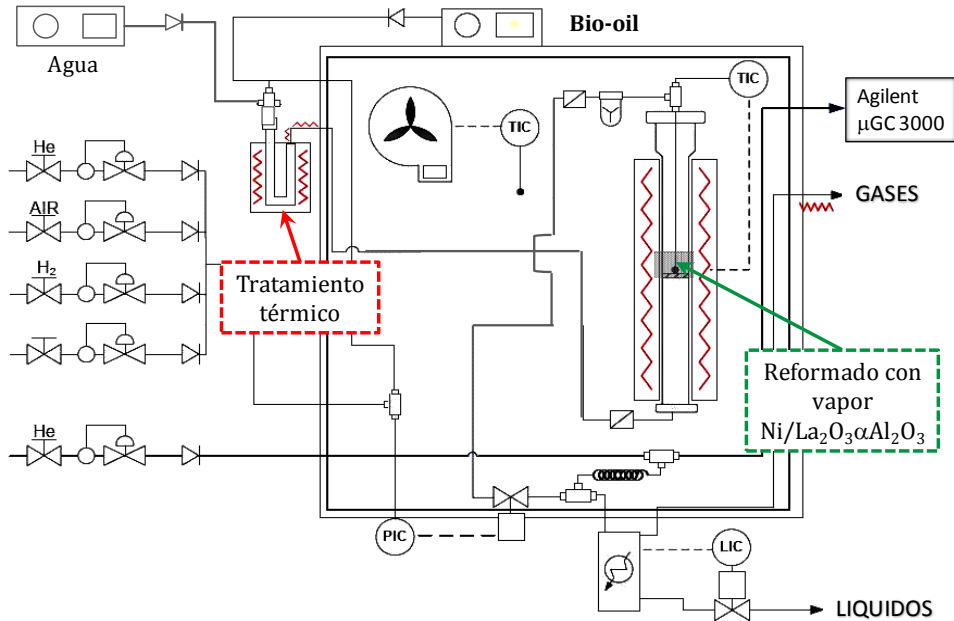 Bio-oil
Agua
TIC
TIC
Agilent
μGC 3000
He
GASES
AIR
H₂
Tratamiento
térmico
Reformado con
vapor
Ni/La₂O₃αAl₂O₃
He
PIC
LIC
LIQUIDOS